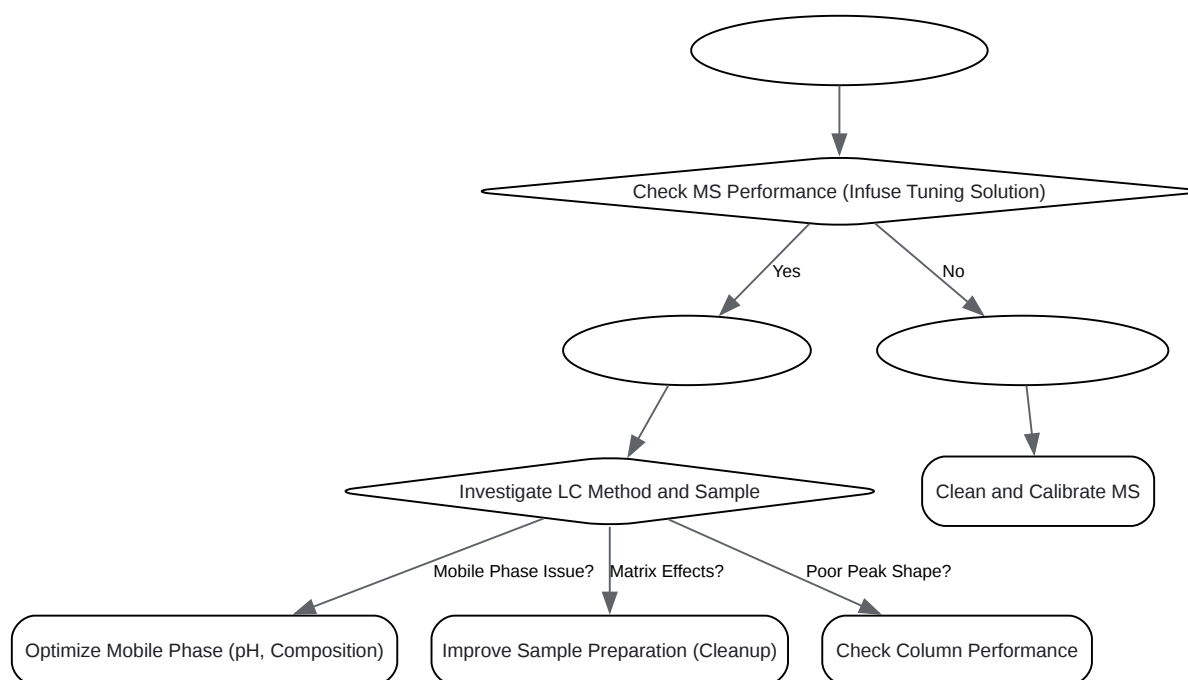 Check MS Performance (Infuse Tuning Solution)
Yes
No
Investigate LC Method and Sample
Clean and Calibrate MS
Mobile Phase Issue?
Matrix Effects?
Poor Peak Shape?
Optimize Mobile Phase (pH, Composition)
Improve Sample Preparation (Cleanup)
Check Column Performance